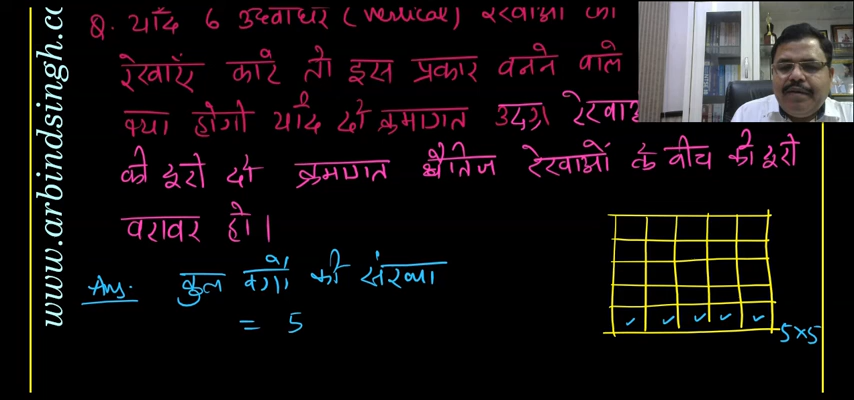 Q. यदि 6 उदग्राधर (vertical) रेखाओं को
रेखाएँ काटे तो इस प्रकार बनने वाले
क्या होगी यदि दो क्रमागत उदग्र रेखा
की दूरी दो क्रमागत क्षैतिज रेखाओं के बीच की दूरी
बराबर हो।
Ans. कुल वर्गों की संख्या
= 5
5×5
www.arbindsingh.co